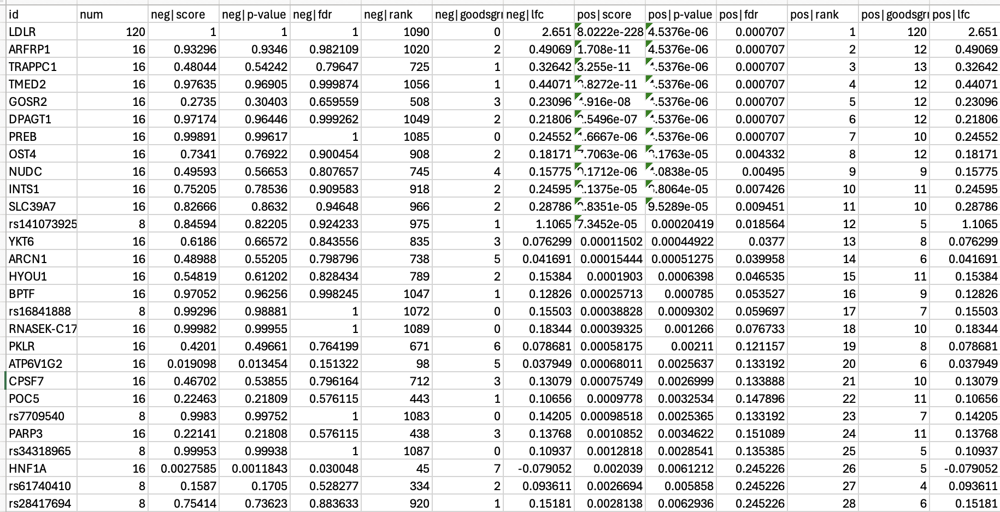 id num neg|score neg|p-value neg|fdr neg|rank neg|goodsgr neg|lfc pos|score pos|p-value pos|fdr pos|rank pos|goodsgr pos|lfc
LDLR 120 1 1 1 1090 0 2.651 8.0222e-228 4.5376e-06 0.000707 1 120 2.651
ARFRP1 16 0.93296 0.9346 0.982109 1020 2 0.49069 1.708e-11 4.5376e-06 0.000707 2 12 0.49069
TRAPPC1 16 0.48044 0.54242 0.79647 725 1 0.32642 3.255e-11 4.5376e-06 0.000707 3 13 0.32642
TMED2 16 0.97635 0.96905 0.999874 1056 1 0.44071 4.5376e-06 0.000707 4 12 0.44071
GOSR2 16 0.2735 0.30403 0.659559 508 3 0.23096 4.916e-08 4.5376e-06 0.000707 5 12 0.23096
DPAGT1 16 0.97174 0.96446 0.999262 1049 2 0.21806 2.5496e-07 4.5376e-06 0.000707 6 12 0.21806
PREB 16 0.99891 0.99617 1 1085 0 0.24552 1.6667e-06 4.5376e-06 0.000707 7 10 0.24552
OST4 16 0.7341 0.76922 0.900454 908 2 0.18171 7.7063e-06 3.1763e-05 0.004332 8 12 0.18171
NUDC 16 0.49593 0.56653 0.807657 745 4 0.15775 9.1712e-06 4.0838e-05 0.00495 9 9 0.15775
INTS1 16 0.75205 0.78536 0.909583 918 2 0.24595 2.1375e-05 6.8064e-05 0.007426 10 11 0.24595
SLC39A7 16 0.82666 0.8632 0.94648 966 2 0.28786 2.8351e-05 9.5289e-05 0.009451 11 10 0.28786
rs141073925 8 0.84594 0.82205 0.924233 975 1 1.1065 7.3452e-05 0.00020419 0.018564 12 5 1.1065
YKT6 16 0.6186 0.66572 0.843556 835 3 0.076299 0.00011502 0.00044922 0.0377 13 8 0.076299
ARCN1 16 0.48988 0.55205 0.798796 738 5 0.041691 0.00015444 0.00051275 0.039958 14 6 0.041691
HYOU1 16 0.54819 0.61202 0.828434 789 2 0.15384 0.0001903 0.0006398 0.046535 15 11 0.15384
BPTF 16 0.97052 0.96256 0.998245 1047 1 0.12826 0.00025713 0.000785 0.053527 16 9 0.12826
rs16841888 8 0.99296 0.98881 1 1072 0 0.15503 0.00038828 0.0009302 0.059697 17 7 0.15503
RNASEK-C17 16 0.99982 0.99955 1 1089 0 0.18344 0.00039325 0.001266 0.076733 18 10 0.18344
PKLR 16 0.4201 0.49661 0.764199 671 6 0.078681 0.00058175 0.00211 0.121157 19 8 0.078681
ATP6V1G2 16 0.019098 0.013454 0.151322 98 5 0.037949 0.00068011 0.0025637 0.133192 20 6 0.037949
CPSF7 16 0.46702 0.53855 0.796164 712 3 0.13079 0.00075749 0.0026999 0.133888 21 10 0.13079
POC5 16 0.22463 0.21809 0.576115 443 1 0.10656 0.0009778 0.0032534 0.147896 22 11 0.10656
rs7709540 8 0.9983 0.99752 1 1083 0 0.14205 0.00098518 0.0025365 0.133192 23 7 0.14205
PARP3 16 0.22141 0.21808 0.576115 438 3 0.13768 0.0010852 0.0034622 0.151089 24 11 0.13768
rs34318965 8 0.99953 0.99938 1 1087 0 0.10937 0.0012818 0.0028541 0.135385 25 5 0.10937
HNF1A 16 0.0027585 0.0011843 0.030048 45 7 -0.079052 0.002039 0.0061212 0.245226 26 5 -0.079052
rs61740410 8 0.1587 0.1705 0.528277 334 2 0.093611 0.0026694 0.005858 0.245226 27 4 0.093611
rs28417694 8 0.75414 0.73623 0.883633 920 1 0.15181 0.0028138 0.0062936 0.245226 28 6 0.15181